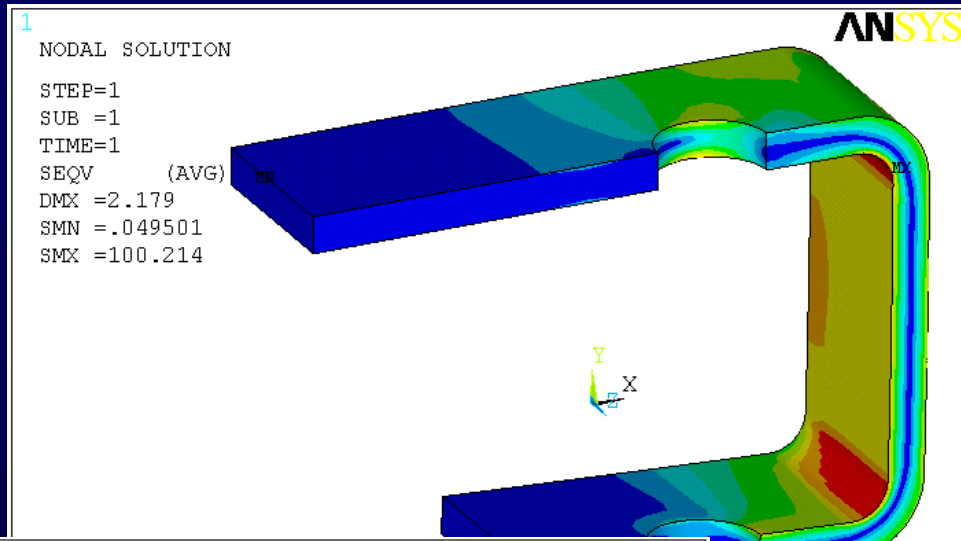 1
ANSYS
NODAL SOLUTION
STEP=1
SUB =1
TIME=1
SEQV (AVG)
DMX =2.179
SMN =.049501
SMX =100.214
MN
MX
Y
X
Z